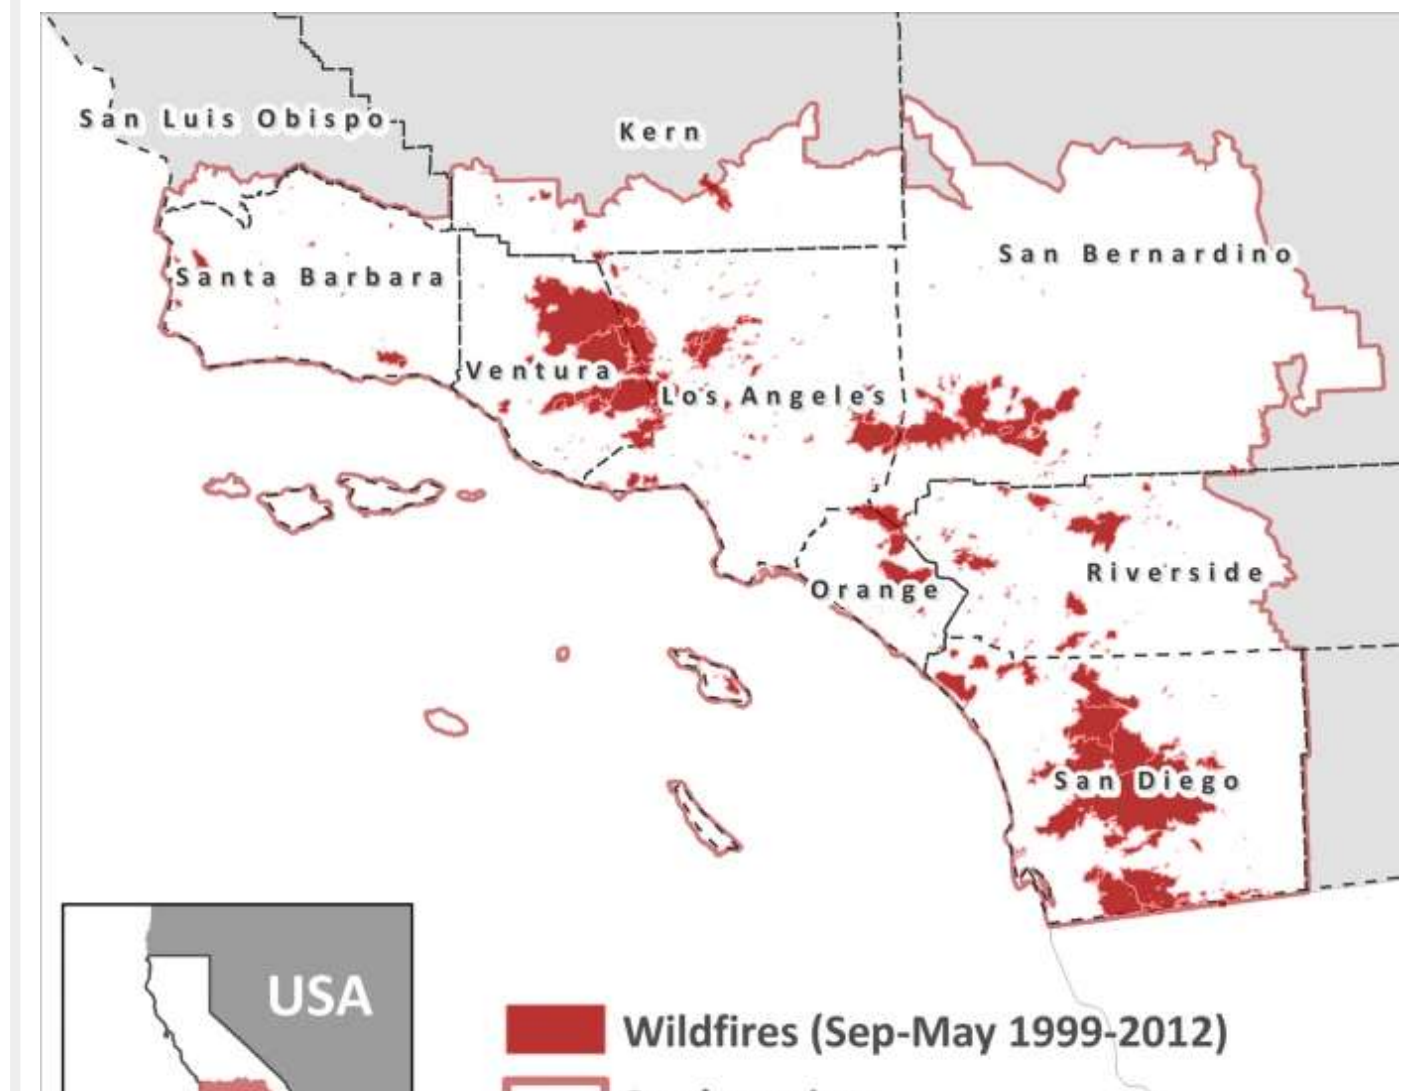 San Luis Obispo
Kern
San Bernardino
Santa Barbara
Ventura
Los Angeles
Riverside
Orange
San Diego
USA
Wildfires (Sep-May 1999-2012)